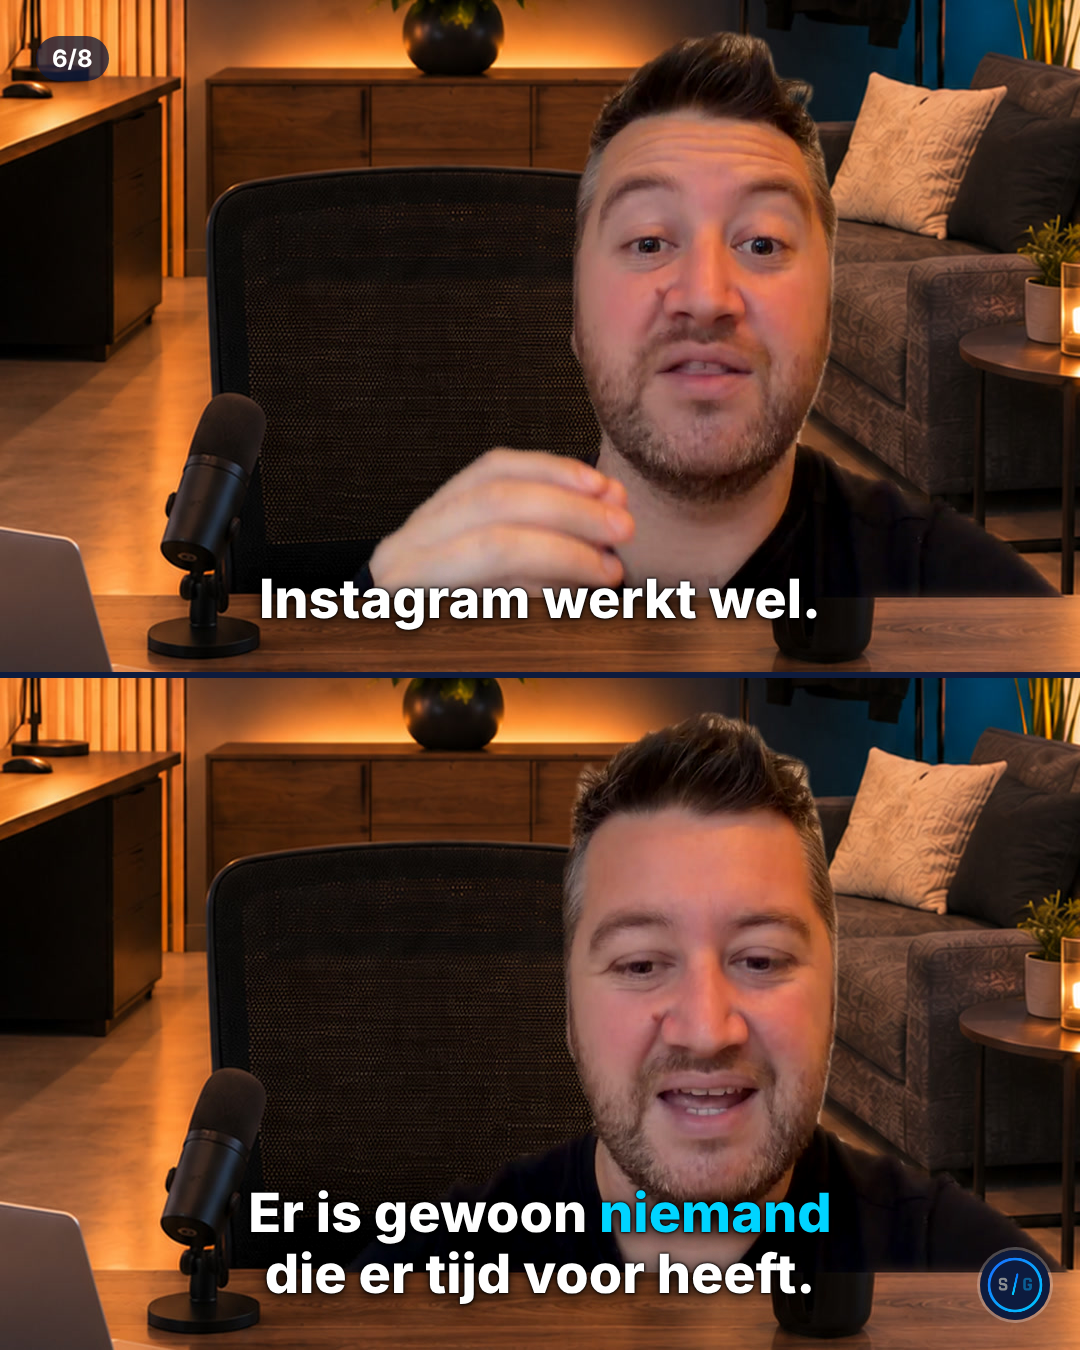 6/8
Instagram werkt wel.
Er is gewoon niemand
die er tijd voor heeft.
S/G